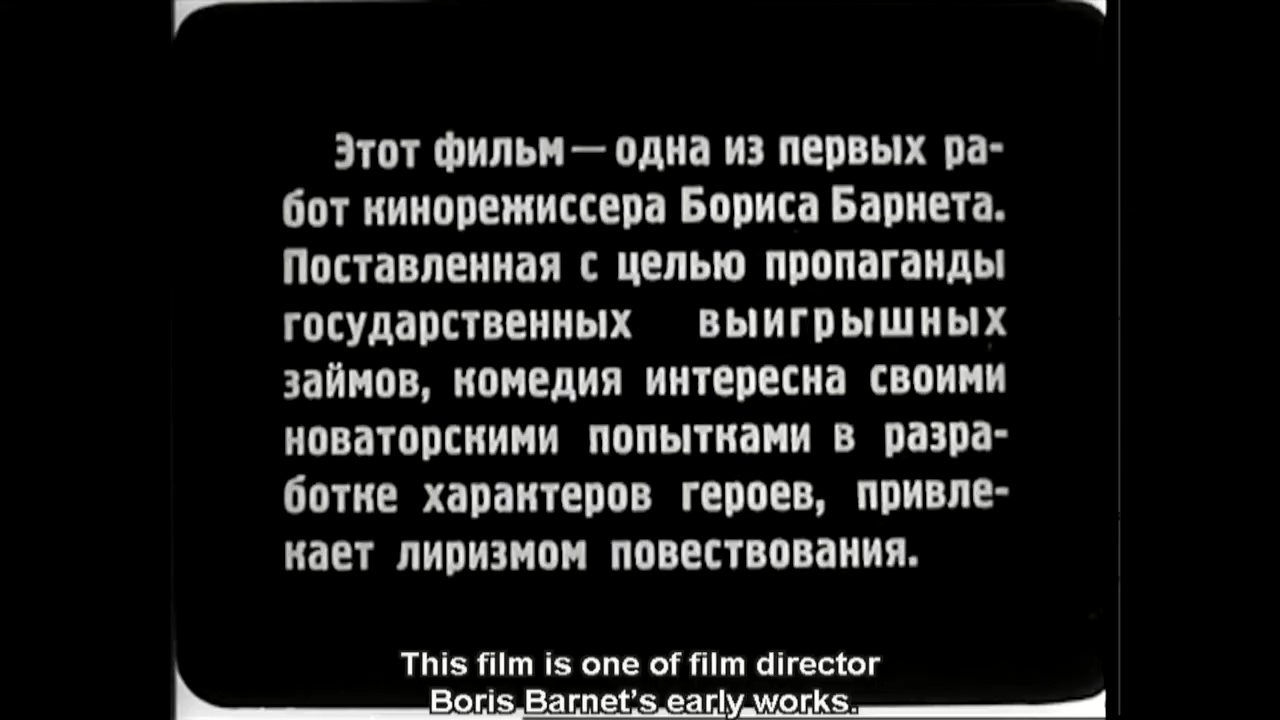 Этот фильм — одна из первых ра-
бот кинорежиссера Бориса Барнета.
Поставленная с целью пропаганды
государственных выигрышных
займов, комедия интересна своими
новаторскими попытками в разра-
ботке характеров героев, привле-
кает лиризмом повествования.
This film is one of film director
Boris Barnet's early works.